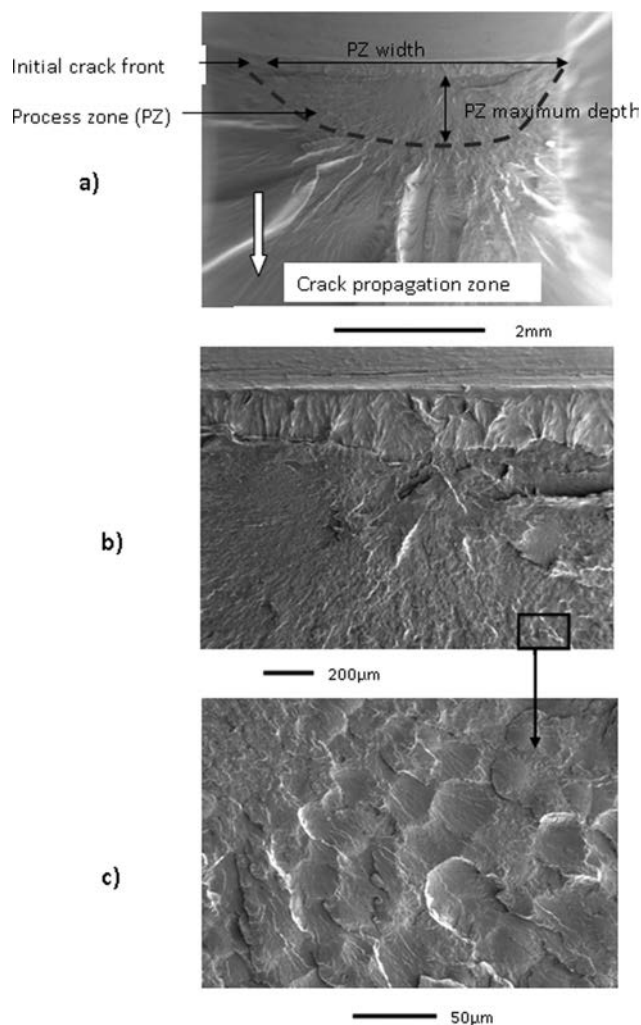 a)
PZ width
Initial crack front
Process zone (PZ)
PZ maximum depth
Crack propagation zone
2mm
b)
200µm
c)
50µm